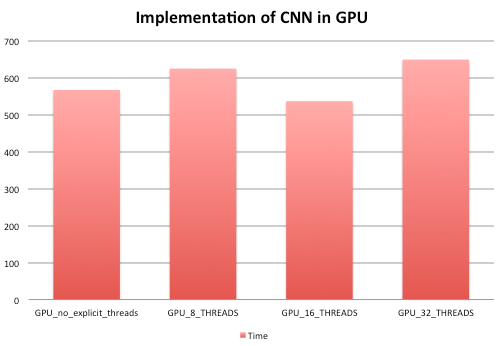 Implementation of CNN in GPU
700
600
500
400
300
200
100
0
GPU_no_explicit_threads GPU_8_THREADS GPU_16_THREADS GPU_32_THREADS
Time